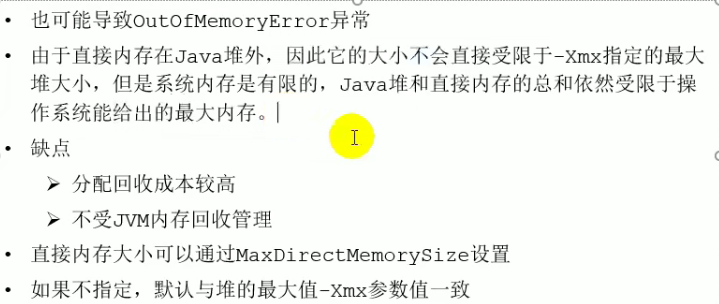 • 也可能导致OutOfMemoryError异常
• 由于直接内存在Java堆外，因此它的大小不会直接受限于-Xmx指定的最大
堆大小，但是系统内存是有限的，Java堆和直接内存的总和依然受限于操
作系统能给出的最大内存。
• 缺点
➢ 分配回收成本较高
➢ 不受JVM内存回收管理
• 直接内存大小可以通过MaxDirectMemorySize设置
• 如果不指定，默认与堆的最大值-Xmx参数值一致